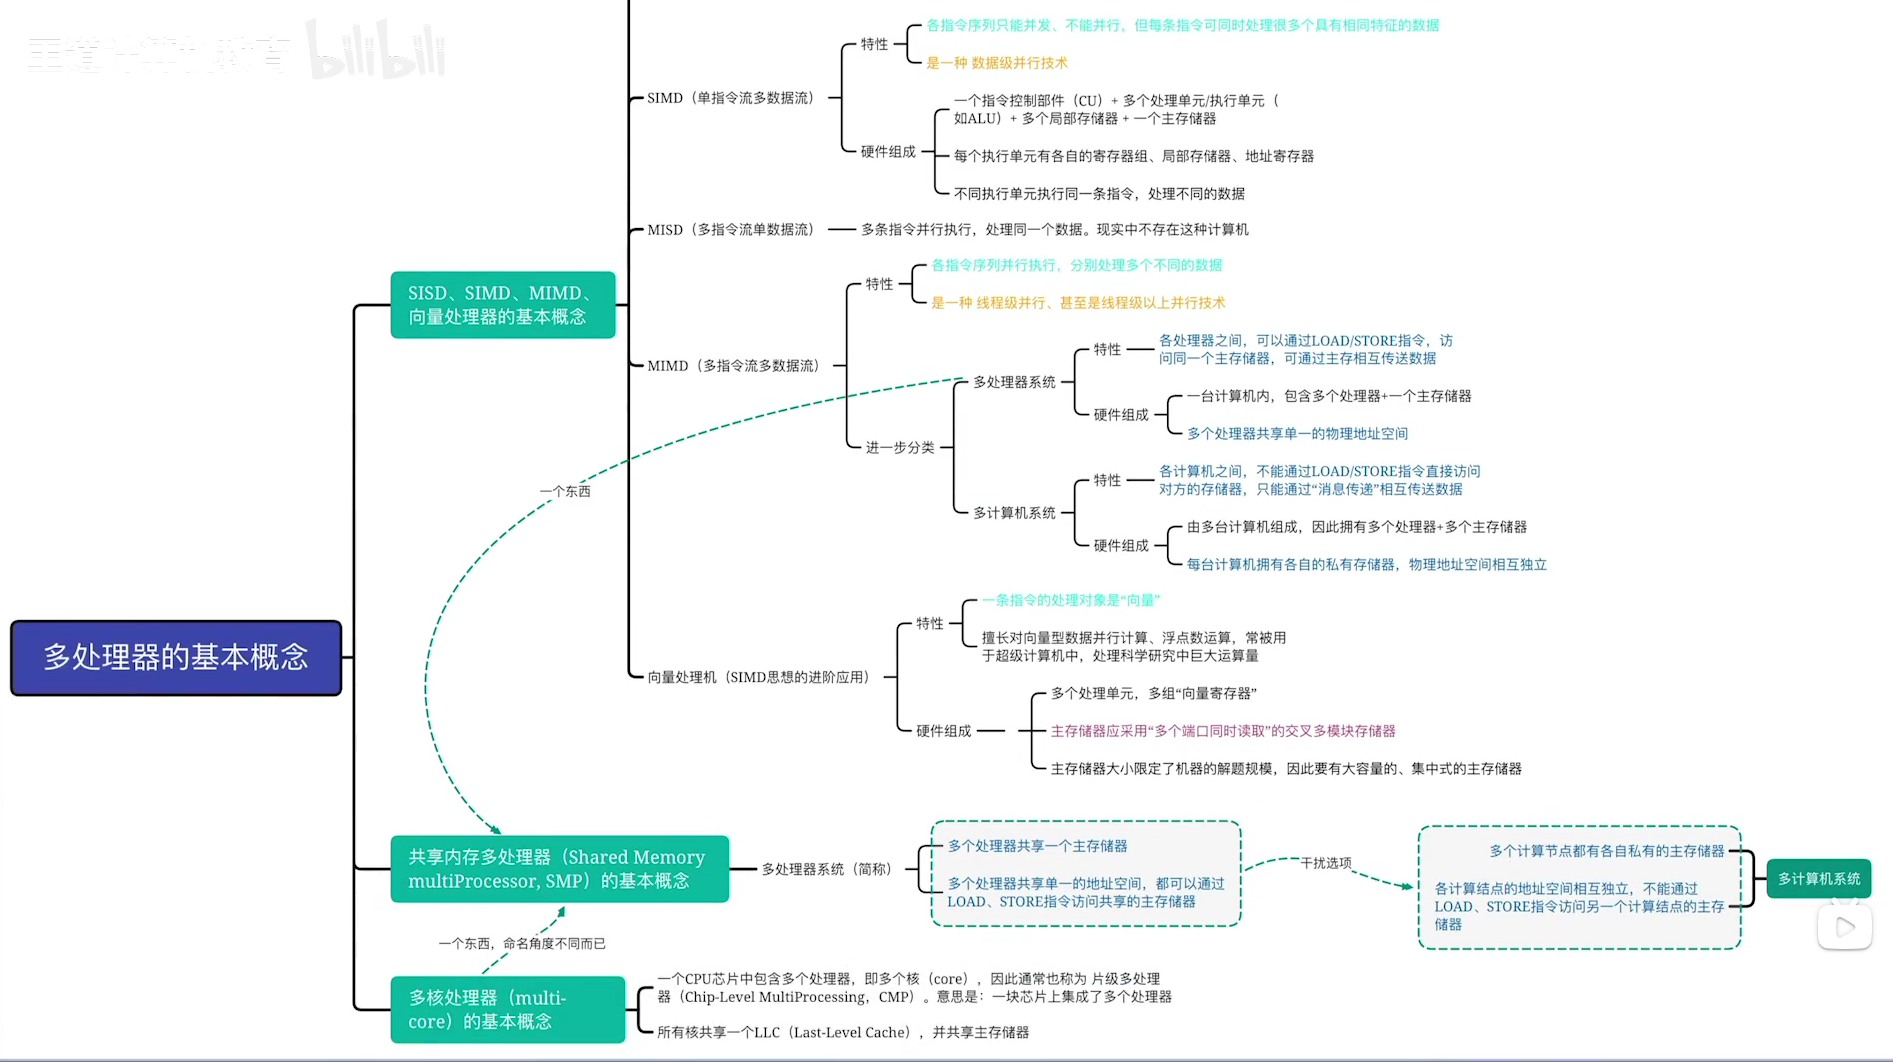 王道计算机教育 bilibili
各指令序列只能并发、不能并行，但每条指令可同时处理很多个具有相同特征的数据
特性
是一种 数据级并行技术
SIMD（单指令流多数据流）
一个指令控制部件（CU）+ 多个处理单元/执行单元（
如ALU）+ 多个局部存储器 + 一个主存储器
硬件组成
每个执行单元有各自的寄存器组、局部存储器、地址寄存器
不同执行单元执行同一条指令，处理不同的数据
MISD（多指令流单数据流）
多条指令并行执行，处理同一个数据。现实中不存在这种计算机
SISD、SIMD、MIMD、
向量处理器的基本概念
各指令序列并行执行，分别处理多个不同的数据
特性
是一种 线程级并行、甚至是线程级以上并行技术
MIMD（多指令流多数据流）
各处理器之间，可以通过LOAD/STORE指令，访
问同一个主存储器，可通过主存相互传送数据
特性
多处理器系统
一台计算机内，包含多个处理器+一个主存储器
硬件组成
多个处理器共享单一的物理地址空间
进一步分类
各计算机之间，不能通过LOAD/STORE指令直接访问
对方的存储器，只能通过“消息传递”相互传送数据
特性
一个东西
多计算机系统
由多台计算机组成，因此拥有多个处理器+多个主存储器
硬件组成
每台计算机拥有各自的私有存储器，物理地址空间相互独立
一条指令的处理对象是“向量”
特性
擅长对向量型数据并行计算、浮点数运算，常被用
于超级计算机中，处理科学研究中巨大运算量
多处理器的基本概念
向量处理机（SIMD思想的进阶应用）
多个处理单元，多组“向量寄存器”
硬件组成
主存储器应采用“多个端口同时读取”的交叉多模块存储器
主存储器大小限定了机器的解题规模，因此要有大容量的、集中式的主存储器
共享内存多处理器（Shared Memory
multiProcessor, SMP）的基本概念
多处理器系统（简称）
多个处理器共享一个主存储器
多个处理器共享单一的地址空间，都可以通过
LOAD、STORE指令访问共享的主存储器
干扰选项
多个计算节点都有各自私有的主存储器
各计算结点的地址空间相互独立，不能通过
LOAD、STORE指令访问另一个计算结点的主存
储器
多计算机系统
一个东西，命名角度不同而已
多核处理器（multi-
core）的基本概念
一个CPU芯片中包含多个处理器，即多个核（core），因此通常也称为 片级多处理
器（Chip-Level MultiProcessing，CMP）。意思是：一块芯片上集成了多个处理器
所有核共享一个LLC（Last-Level Cache），并共享主存储器